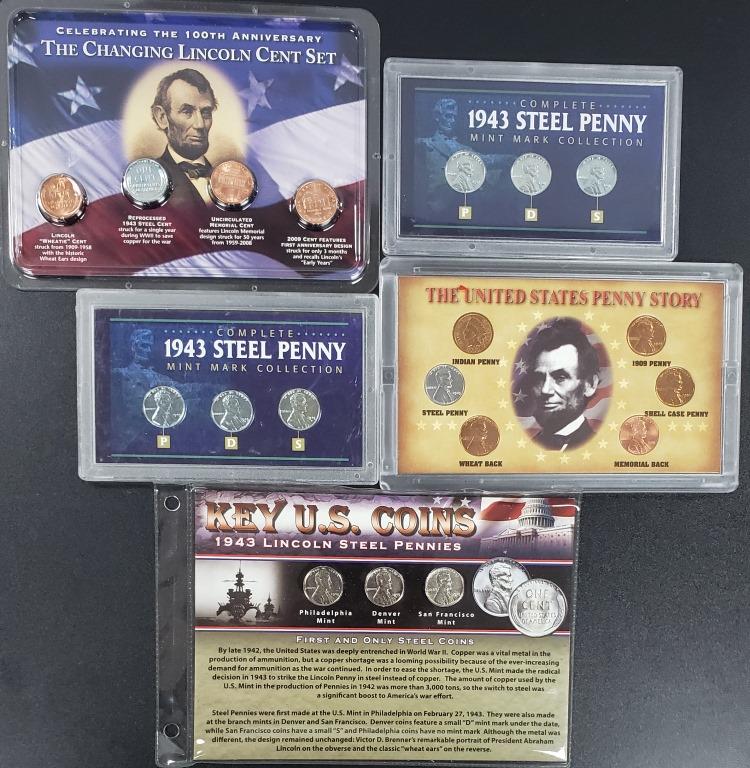 CELEBRATING THE 100TH ANNIVERSARY
THE CHANGING LINCOLN CENT SET
LINCOLN
"WHEATIE" CENT
struck from 1909-1958
with the historic
Wheat Ears design
REPROCESSED
1943 STEEL CENT
struck for a single year
during WWII to save
copper for the war
UNCIRCULATED
MEMORIAL CENT
features Lincoln Memorial
design struck for 50 years
from 1959-2008
2009 CENT FEATURES
FIRST ANNIVERSARY DESIGN
struck for only 3 months
and recalls Lincoln's
"Early Years"
COMPLETE
1943 STEEL PENNY
MINT MARK COLLECTION
P D S
COMPLETE
1943 STEEL PENNY
MINT MARK COLLECTION
P D S
THE UNITED STATES PENNY STORY
INDIAN PENNY
1909 PENNY
STEEL PENNY
SHELL CASE PENNY
WHEAT BACK
MEMORIAL BACK
KEY U.S. COINS
1943 LINCOLN STEEL PENNIES
Philadelphia
Mint
Denver
Mint
San Francisco
Mint
ONE
CENT
UNITED STATES
OF AMERICA
FIRST AND ONLY STEEL COINS
By late 1942, the United States was deeply entrenched in World War II. Copper was a vital metal in the
production of ammunition, but a copper shortage was a looming possibility because of the ever-increasing
demand for ammunition as the war continued. In order to ease the shortage, the U.S. Mint made the radical
decision in 1943 to strike the Lincoln Penny in steel instead of copper. The amount of copper used by the
U.S. Mint in the production of Pennies in 1942 was more than 3,000 tons, so the switch to steel was
a significant boost to America's war effort.
Steel Pennies were first made at the U.S. Mint in Philadelphia on February 27, 1943. They were also made
at the branch mints in Denver and San Francisco. Denver coins feature a small "D" mint mark under the date,
while San Francisco coins have a small "S" and Philadelphia coins have no mint mark. Although the metal was
different, the design remained unchanged: Victor D. Brenner's remarkable portrait of President Abraham
Lincoln on the obverse and the classic "wheat ears" on the reverse.